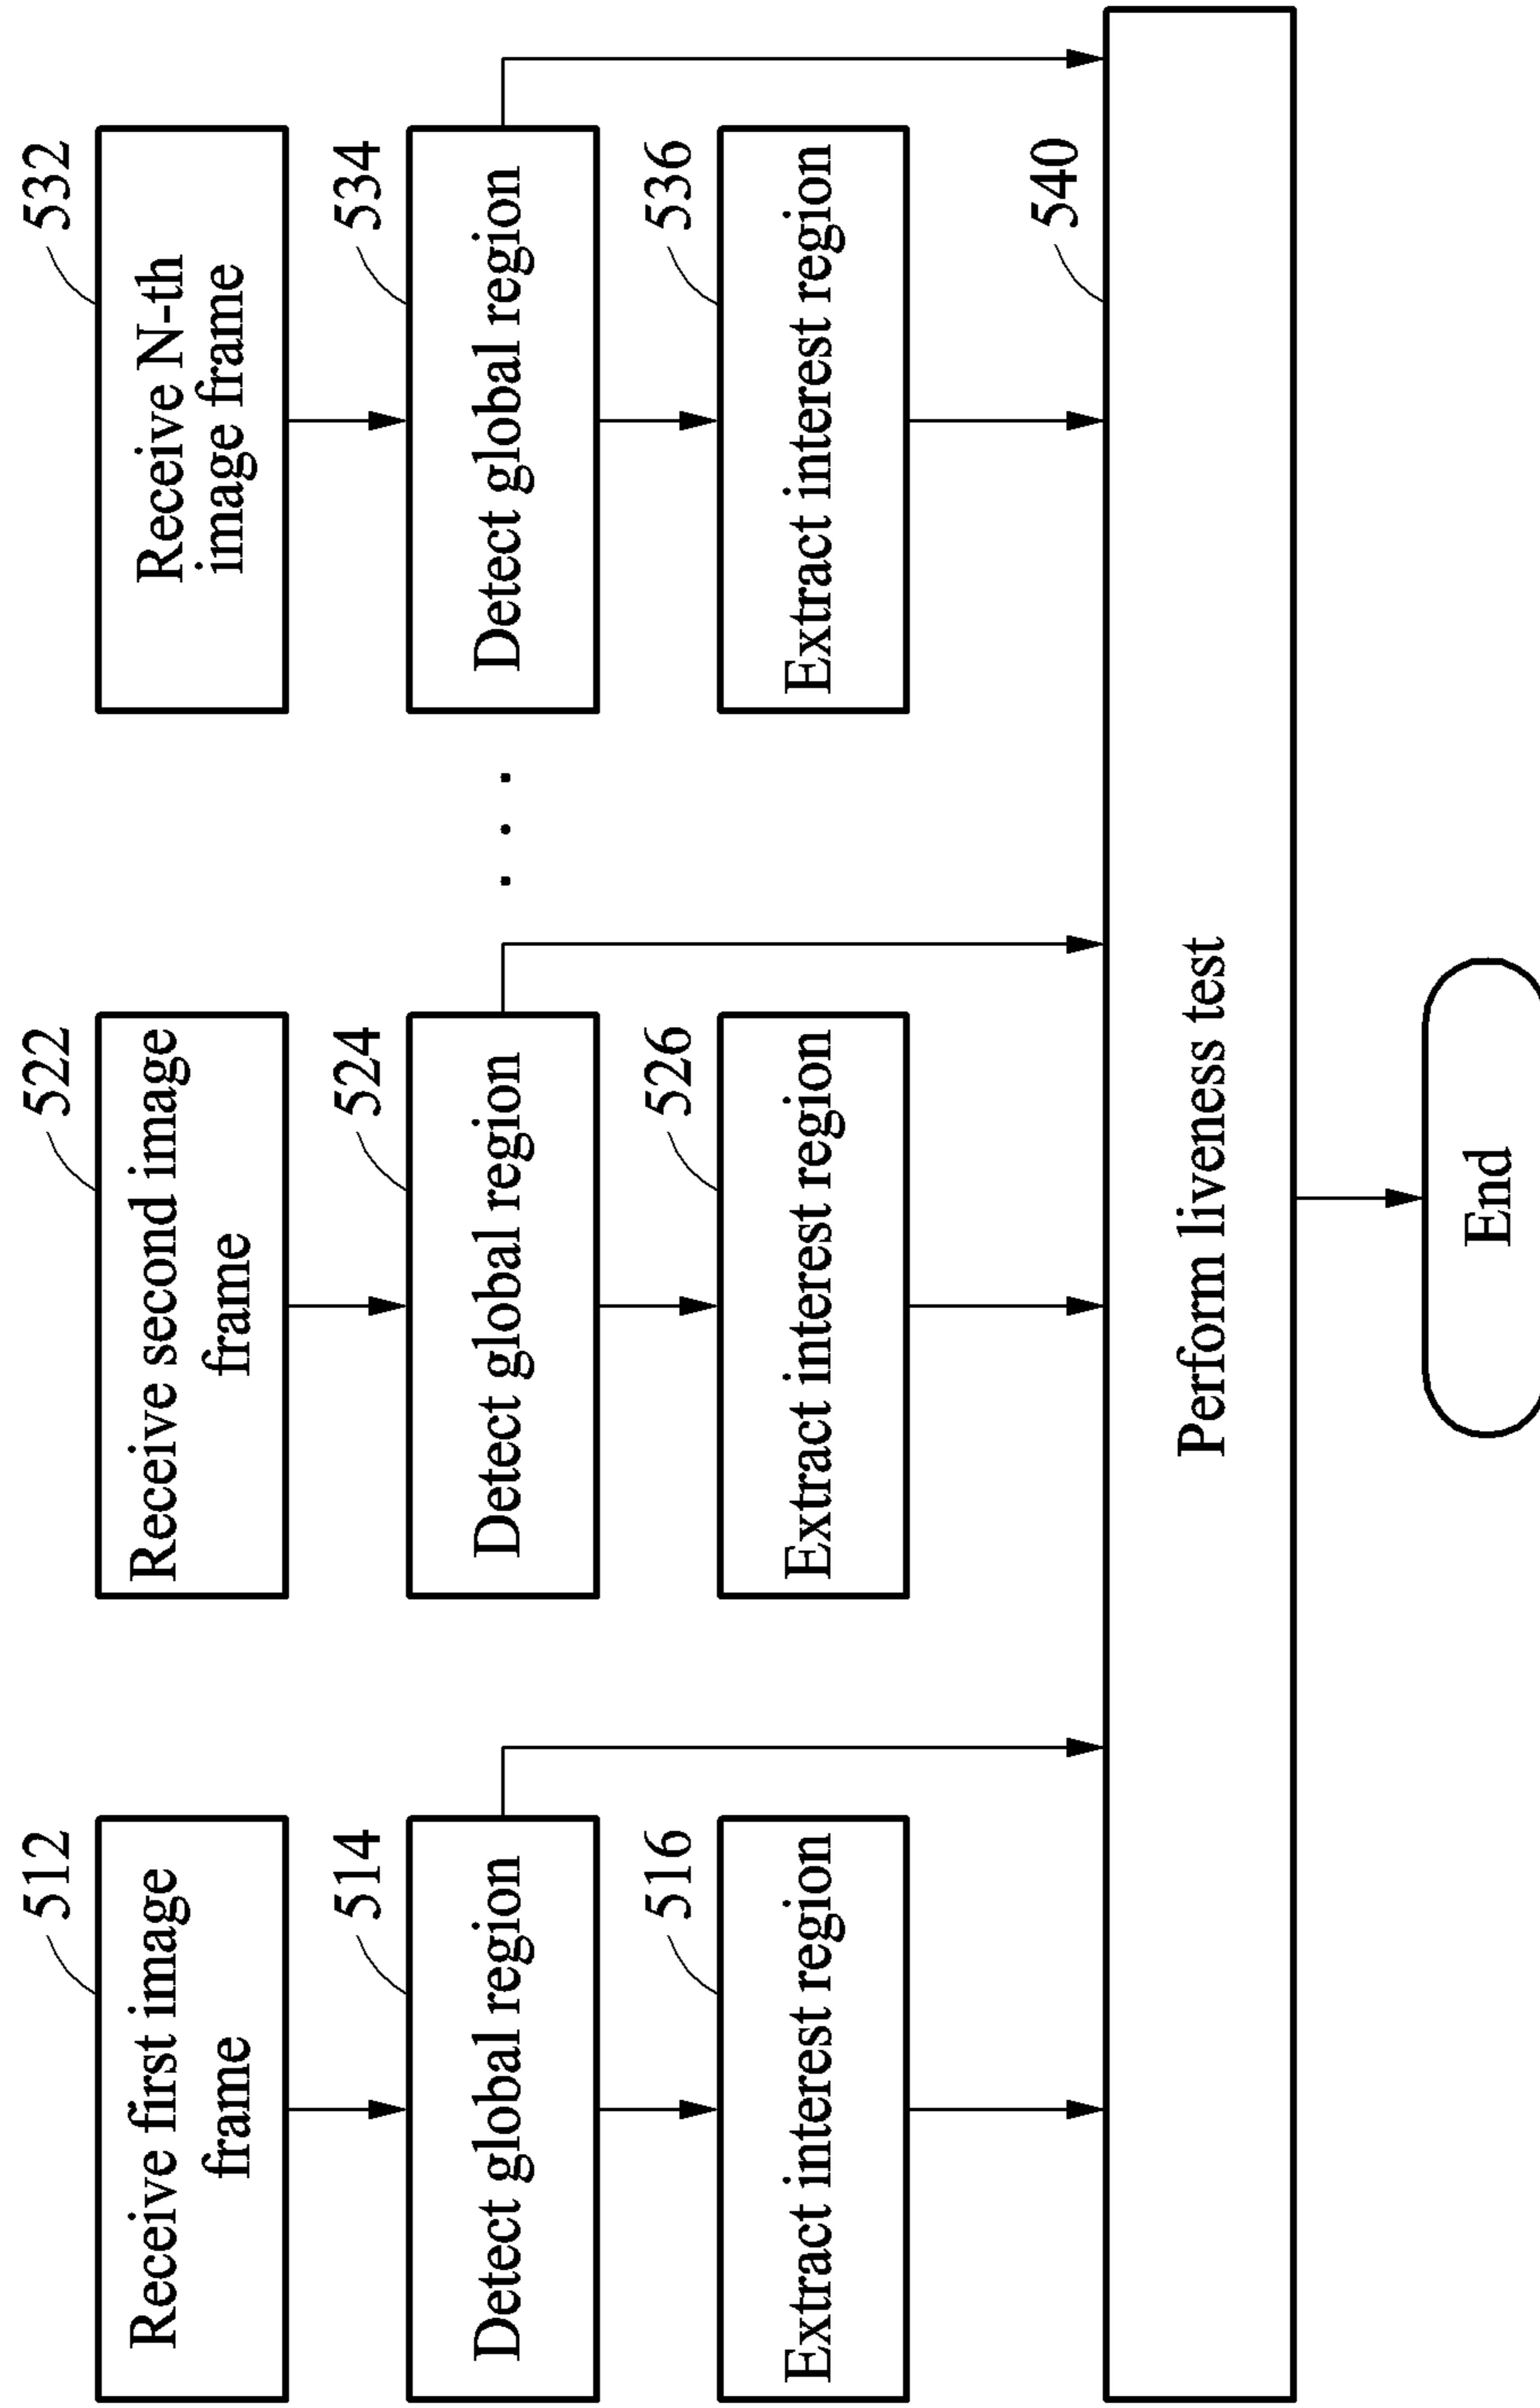 512
Receive first image
frame
514
Detect global region
516
Extract interest region
522
Receive second image
frame
524
Detect global region
526
Extract interest region
. . .
532
Receive N-th
image frame
534
Detect global region
536
Extract interest region
540
Perform liveness test
End